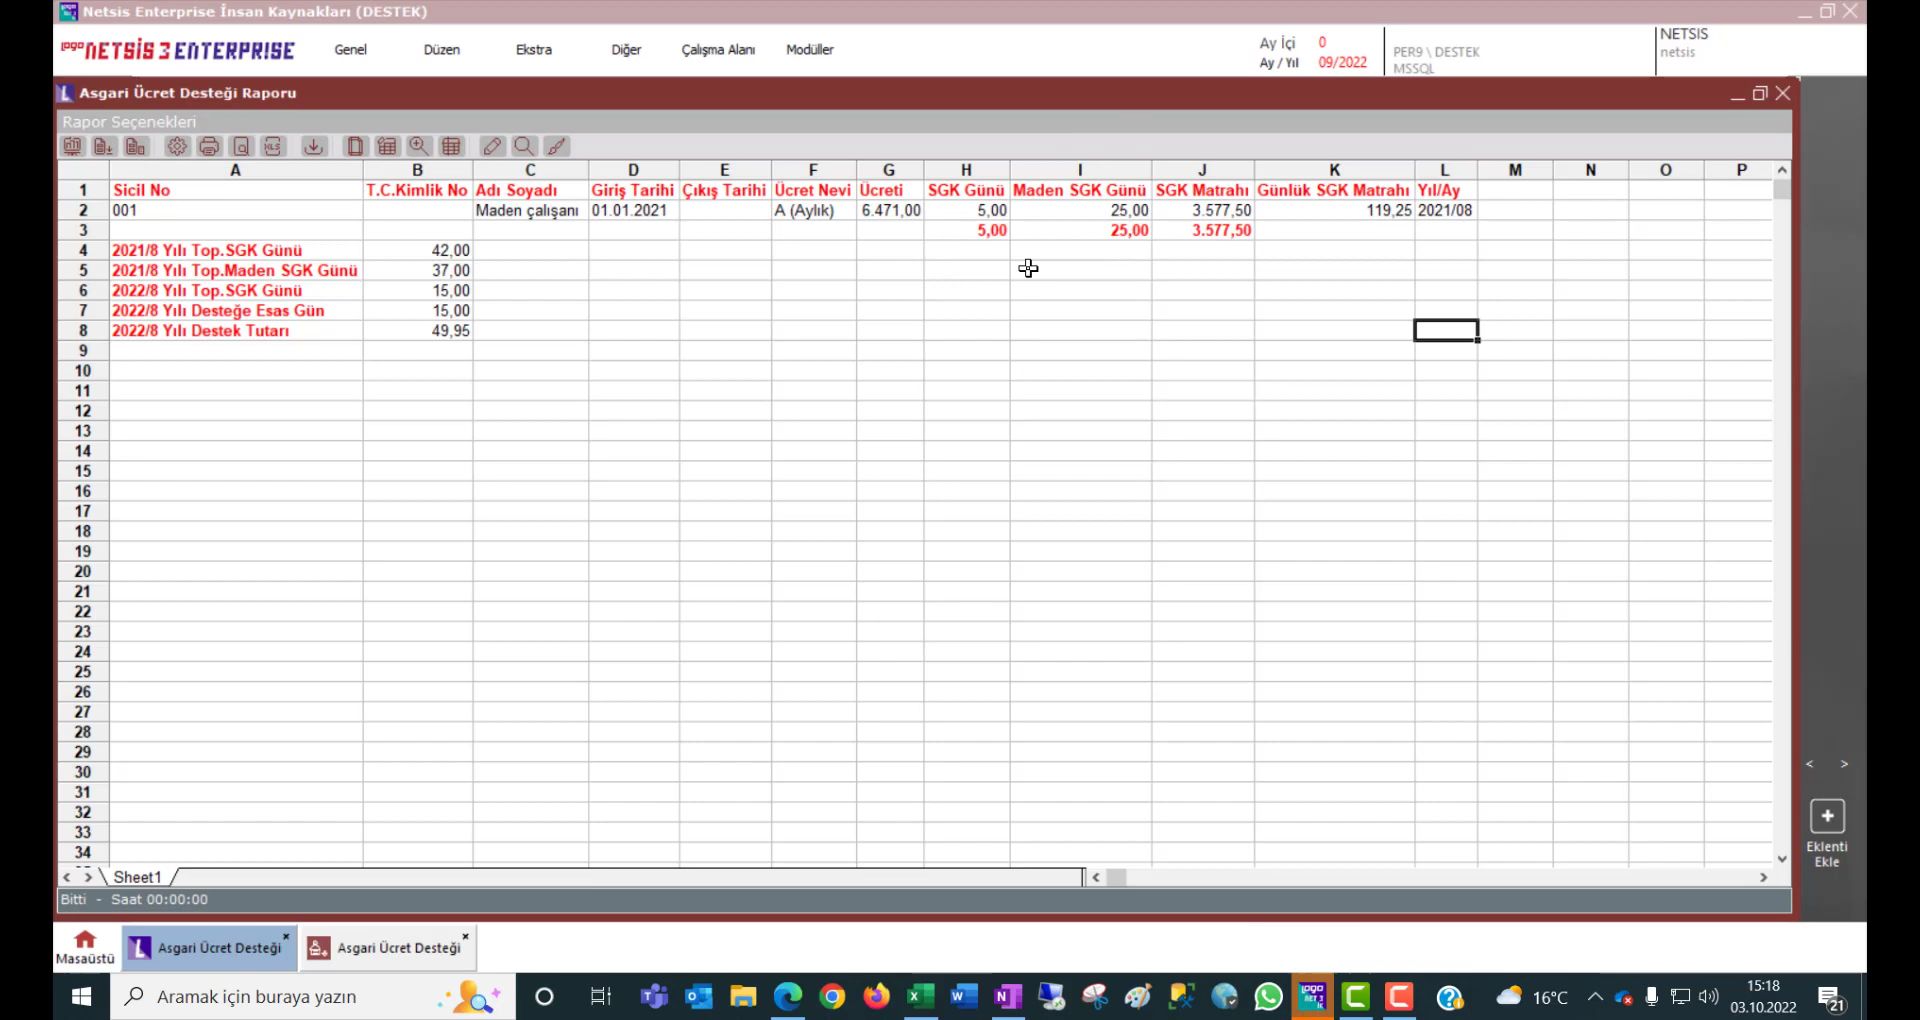 Netsis Enterprise İnsan Kaynakları (DESTEK)
logo NETSİS 3 ENTERPRISE
Genel Düzen Ekstra Diğer Çalışma Alanı Modüller
Ay İçi 0
Ay / Yıl 09/2022
PER9 \ DESTEK
MSSQL
NETSIS
netsis
Asgari Ücret Desteği Raporu
Rapor Seçenekleri
XLS
A B C D E F G H I J K L M N O P
1 Sicil No T.C.Kimlik No Adı Soyadı Giriş Tarihi Çıkış Tarihi Ücret Nevi Ücreti SGK Günü Maden SGK Günü SGK Matrahı Günlük SGK Matrahı Yıl/Ay
2 001 Maden çalışanı 01.01.2021 A (Aylık) 6.471,00 5,00 25,00 3.577,50 119,25 2021/08
3 5,00 25,00 3.577,50
4 2021/8 Yılı Top.SGK Günü 42,00
5 2021/8 Yılı Top.Maden SGK Günü 37,00
6 2022/8 Yılı Top.SGK Günü 15,00
7 2022/8 Yılı Desteğe Esas Gün 15,00
8 2022/8 Yılı Destek Tutarı 49,95
9
10
11
12
13
14
15
16
17
18
19
20
21
22
23
24
25
26
27
28
29
30
31
32
33
34
Eklenti
Ekle
Sheet1
Bitti - Saat 00:00:00
Masaüstü
Asgari Ücret Desteği
Asgari Ücret Desteği
Aramak için buraya yazın
16°C
15:18
03.10.2022
21